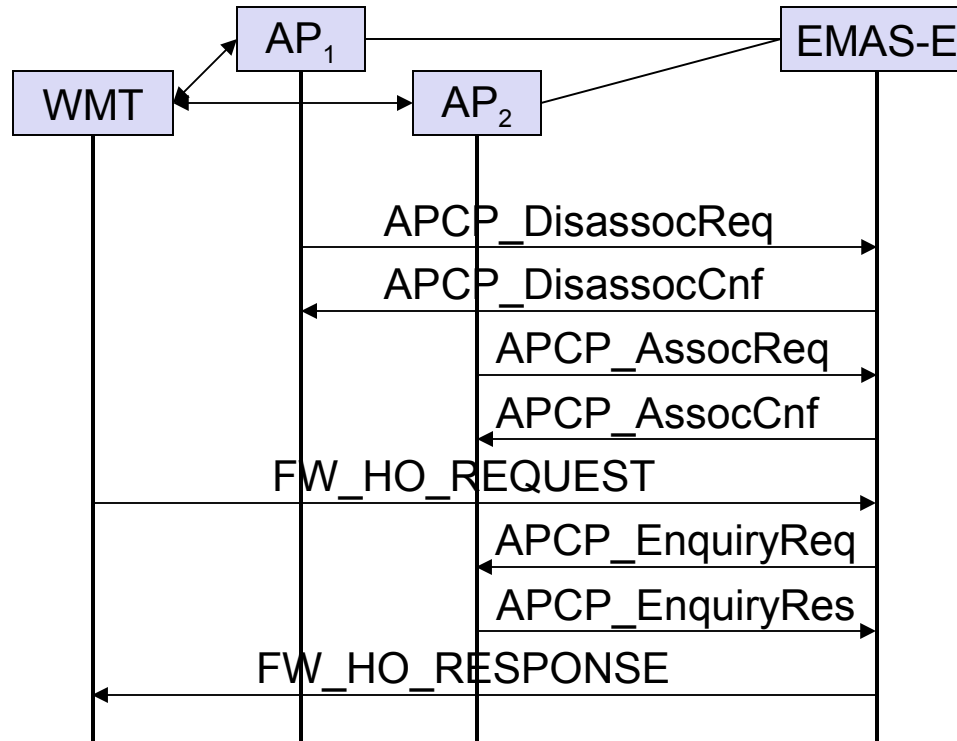 AP₁
EMAS-E
WMT
AP₂
APCP_DisassocReq
APCP_DisassocCnf
APCP_AssocReq
APCP_AssocCnf
FW_HO_REQUEST
APCP_EnquiryReq
APCP_EnquiryRes
FW_HO_RESPONSE